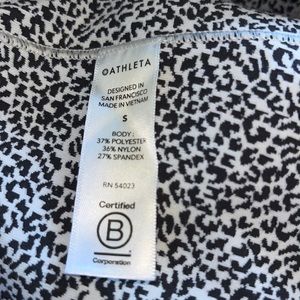 ATHLETA
DESIGNED IN
SAN FRANCISCO
MADE IN VIETNAM
S
BODY:
37% POLYESTER
36% NYLON
27% SPANDEX
RN 54023
Certified
B
Corporation